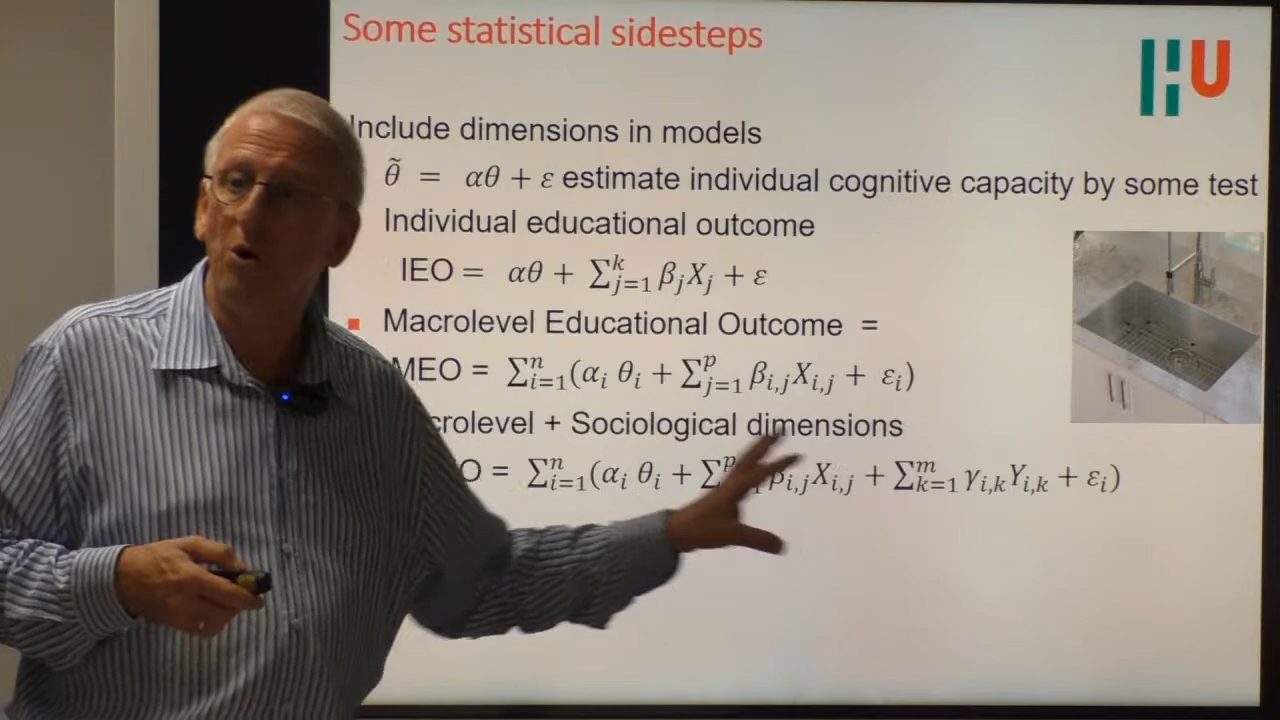 Some statistical sidesteps
HU
Include dimensions in models
θ̃ = αθ + ε estimate individual cognitive capacity by some test
Individual educational outcome
IEO = αθ + ∑ᵏⱼ₌₁ βⱼXⱼ + ε
Macrolevel Educational Outcome =
MEO = ∑ⁿᵢ₌₁(αᵢ θᵢ + ∑ᵖⱼ₌₁ βᵢ,ⱼXᵢ,ⱼ + εᵢ)
+ Sociological dimensions
= ∑ⁿᵢ₌₁(αᵢ θᵢ + ∑ᵖ βᵢ,ⱼXᵢ,ⱼ + ∑ᵐₖ₌₁ γᵢ,ₖYᵢ,ₖ + εᵢ)